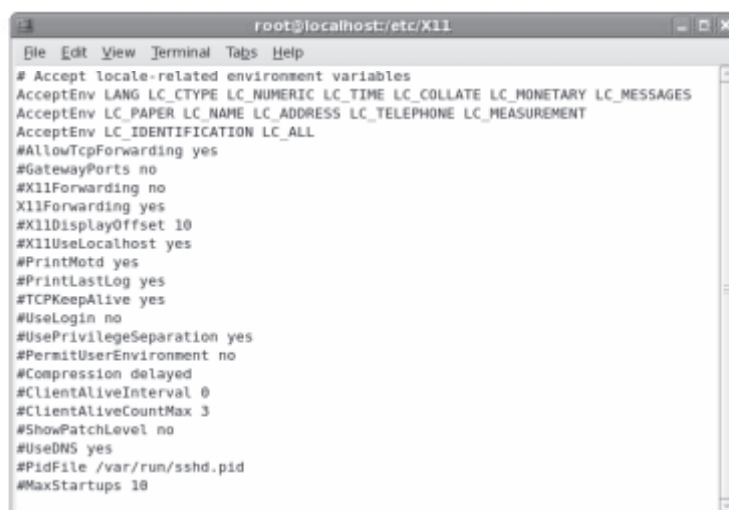 root@localhost:/etc/X11
File Edit View Terminal Tabs Help
# Accept locale-related environment variables
AcceptEnv LANG LC_CTYPE LC_NUMERIC LC_TIME LC_COLLATE LC_MONETARY LC_MESSAGES
AcceptEnv LC_PAPER LC_NAME LC_ADDRESS LC_TELEPHONE LC_MEASUREMENT
AcceptEnv LC_IDENTIFICATION LC_ALL
#AllowTcpForwarding yes
#GatewayPorts no
#X11Forwarding no
X11Forwarding yes
#X11DisplayOffset 10
#X11UseLocalhost yes
#PrintMotd yes
#PrintLastLog yes
#TCPKeepAlive yes
#UseLogin no
#UsePrivilegeSeparation yes
#PermitUserEnvironment no
#Compression delayed
#ClientAliveInterval 0
#ClientAliveCountMax 3
#ShowPatchLevel no
#UseDNS yes
#PidFile /var/run/sshd.pid
#MaxStartups 10